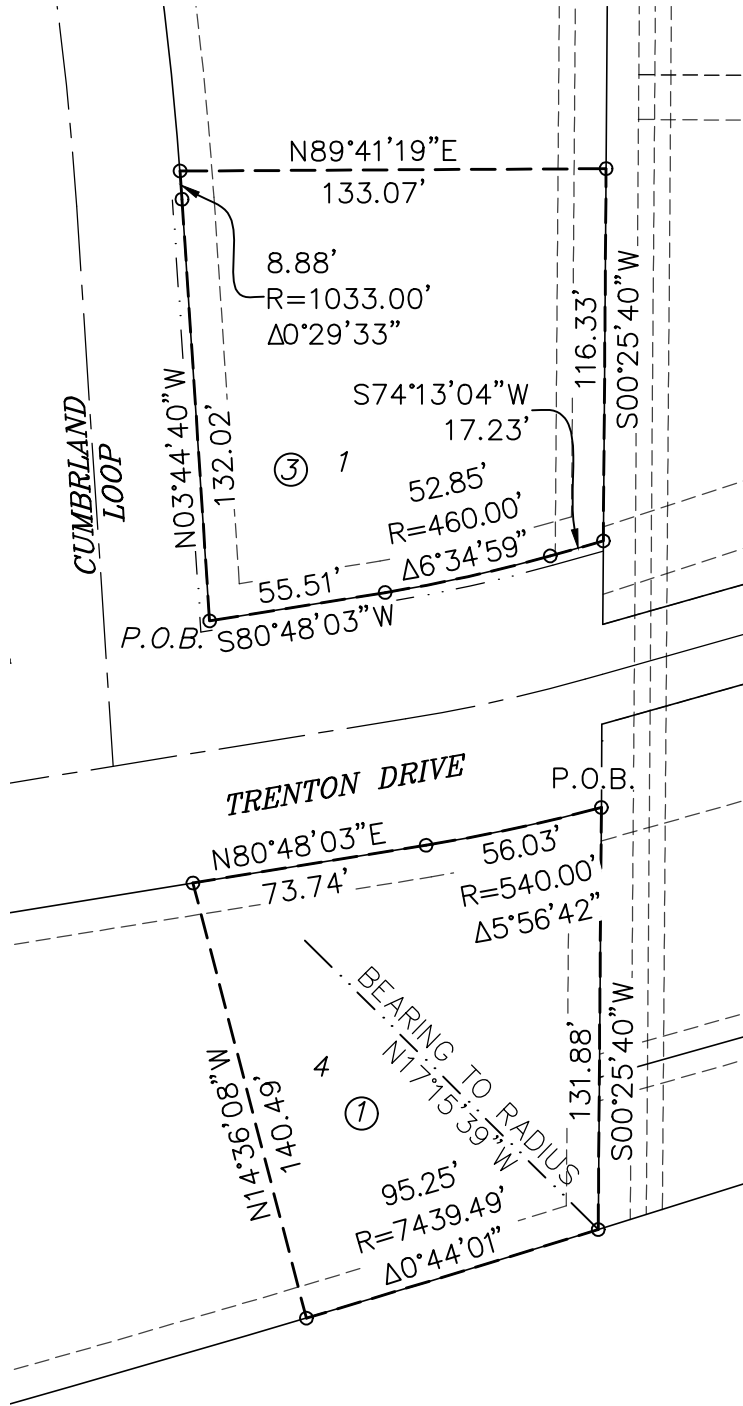 N89°41'19"E
133.07'
8.88'
R=1033.00'
Δ0°29'33"
116.33'
S00°25'40"W
S74°13'04"W
17.23'
CUMBRLAND
LOOP
N03°44'40"W
132.02'
3 1
52.85'
R=460.00'
Δ6°34'59"
55.51'
S80°48'03"W
P.O.B.
TRENTON DRIVE
P.O.B.
N80°48'03"E
73.74'
56.03'
R=540.00'
Δ5°56'42"
BEARING TO RADIUS
N17°15'39"W
131.88'
S00°25'40"W
4
1
N14°36'08"W
140.49'
95.25'
R=7439.49'
Δ0°44'01"